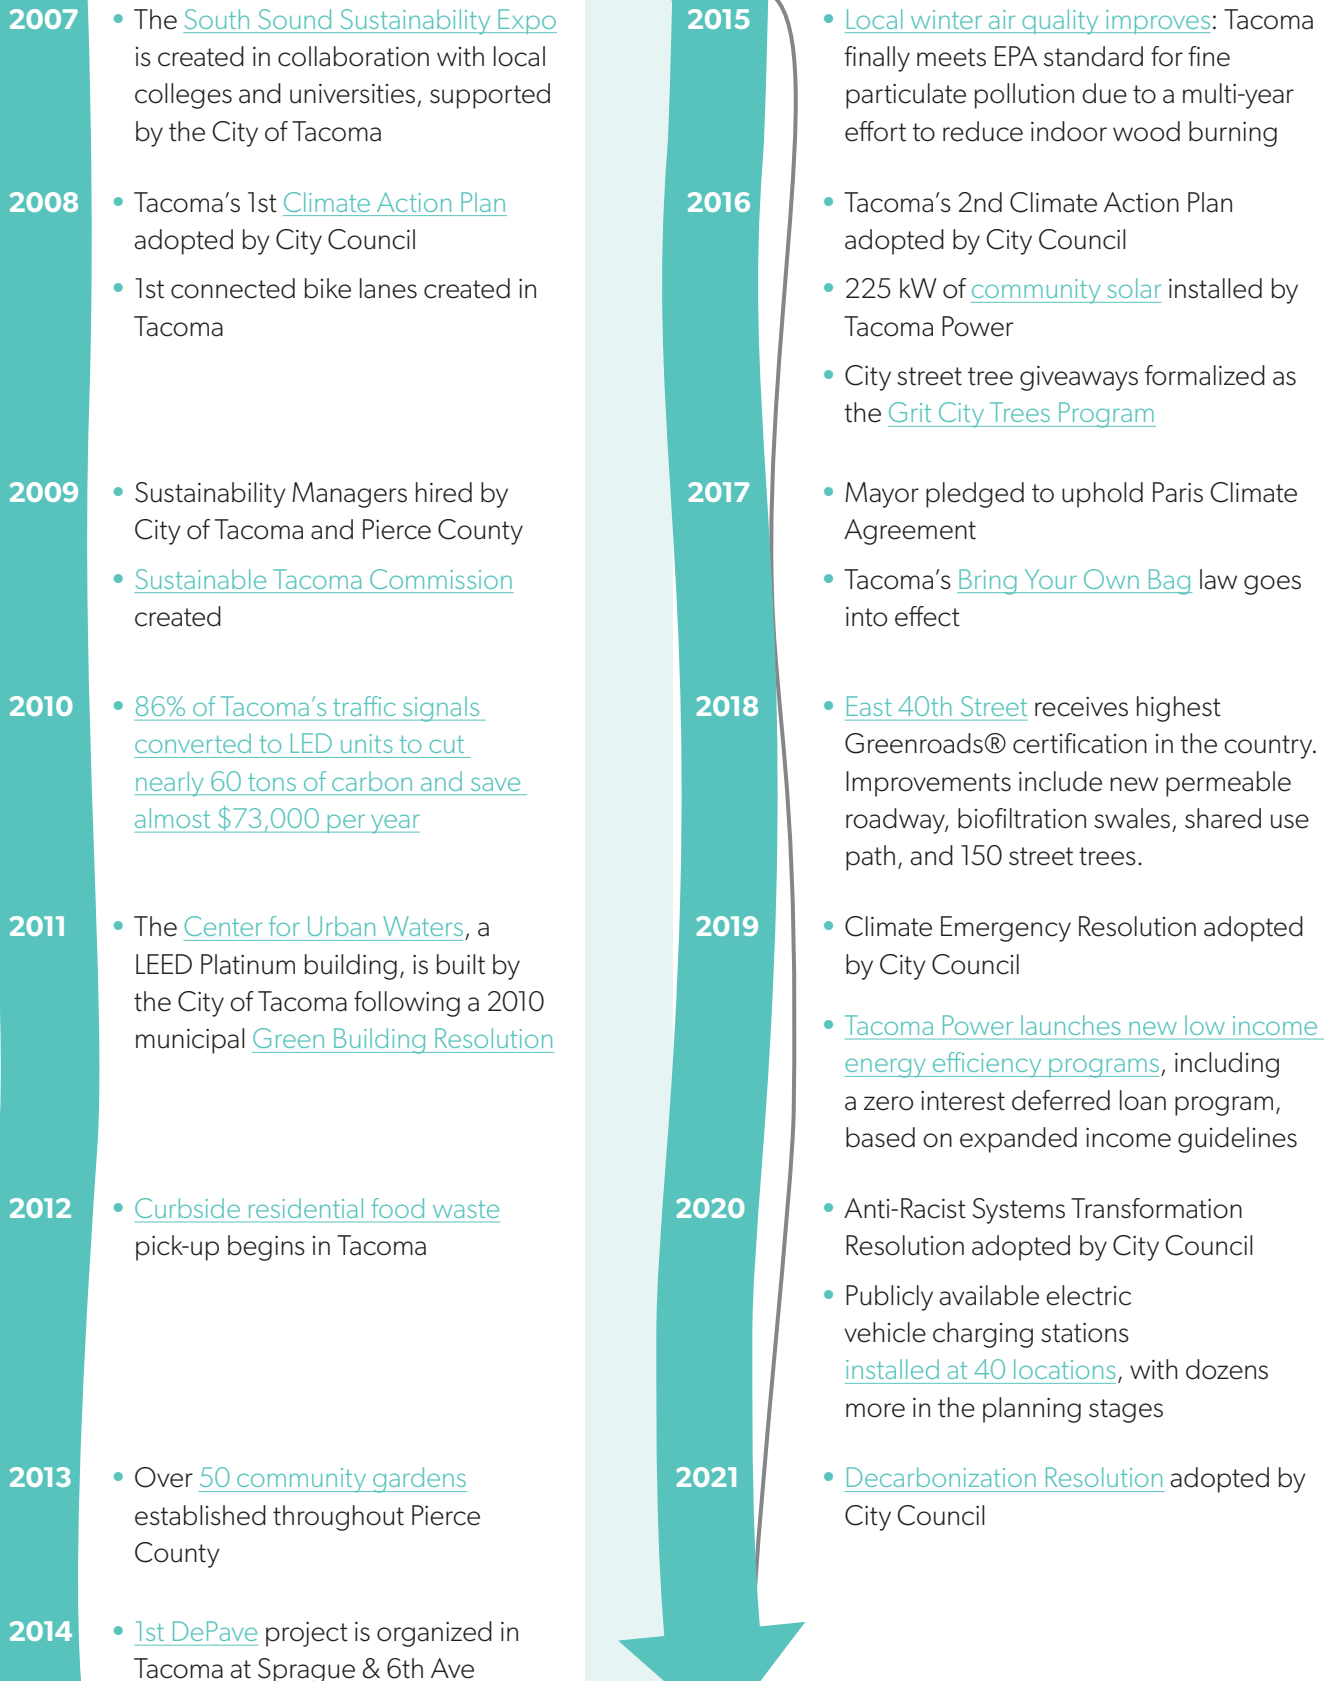 2007
• The South Sound Sustainability Expo
is created in collaboration with local
colleges and universities, supported
by the City of Tacoma
2008
• Tacoma’s 1st Climate Action Plan
adopted by City Council
• 1st connected bike lanes created in
Tacoma
2009
• Sustainability Managers hired by
City of Tacoma and Pierce County
• Sustainable Tacoma Commission
created
2010
• 86% of Tacoma’s traffic signals
converted to LED units to cut
nearly 60 tons of carbon and save
almost $73,000 per year
2011
• The Center for Urban Waters, a
LEED Platinum building, is built by
the City of Tacoma following a 2010
municipal Green Building Resolution
2012
• Curbside residential food waste
pick-up begins in Tacoma
2013
• Over 50 community gardens
established throughout Pierce
County
2014
• 1st DePave project is organized in
Tacoma at Sprague & 6th Ave
2015
• Local winter air quality improves: Tacoma
finally meets EPA standard for fine
particulate pollution due to a multi-year
effort to reduce indoor wood burning
2016
• Tacoma’s 2nd Climate Action Plan
adopted by City Council
• 225 kW of community solar installed by
Tacoma Power
• City street tree giveaways formalized as
the Grit City Trees Program
2017
• Mayor pledged to uphold Paris Climate
Agreement
• Tacoma’s Bring Your Own Bag law goes
into effect
2018
• East 40th Street receives highest
Greenroads® certification in the country.
Improvements include new permeable
roadway, biofiltration swales, shared use
path, and 150 street trees.
2019
• Climate Emergency Resolution adopted
by City Council
• Tacoma Power launches new low income
energy efficiency programs, including
a zero interest deferred loan program,
based on expanded income guidelines
2020
• Anti-Racist Systems Transformation
Resolution adopted by City Council
• Publicly available electric
vehicle charging stations
installed at 40 locations, with dozens
more in the planning stages
2021
• Decarbonization Resolution adopted by
City Council